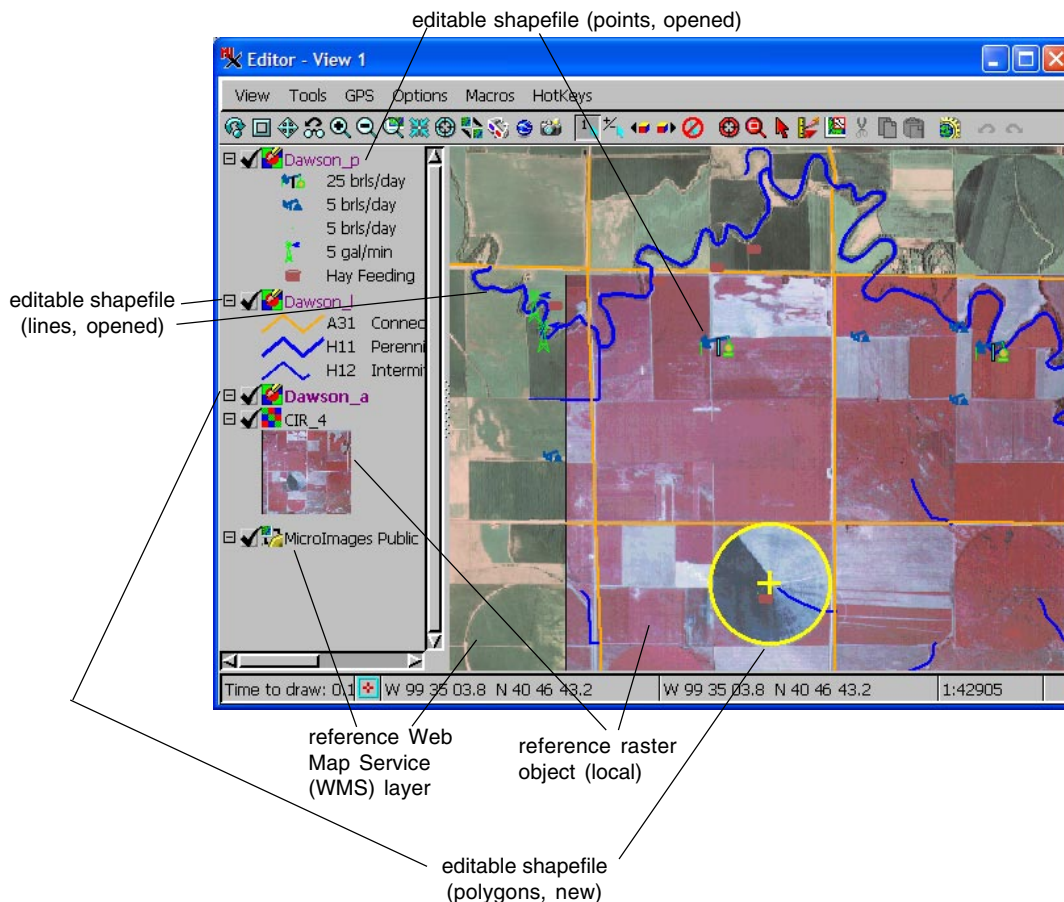 editable shapefile (points, opened)
Editor - View 1
View Tools GPS Options Macros HotKeys
Dawson_p
25 brls/day
5 brls/day
5 brls/day
5 gal/min
Hay Feeding
editable shapefile
(lines, opened)
Dawson_l
A31 Connec
H11 Perenni
H12 Intermit
Dawson_a
CIR_4
MicroImages Public
Time to draw: 0.1 W 99 35 03.8 N 40 46 43.2 W 99 35 03.8 N 40 46 43.2 1:42905
reference Web
Map Service
(WMS) layer
reference raster
object (local)
editable shapefile
(polygons, new)